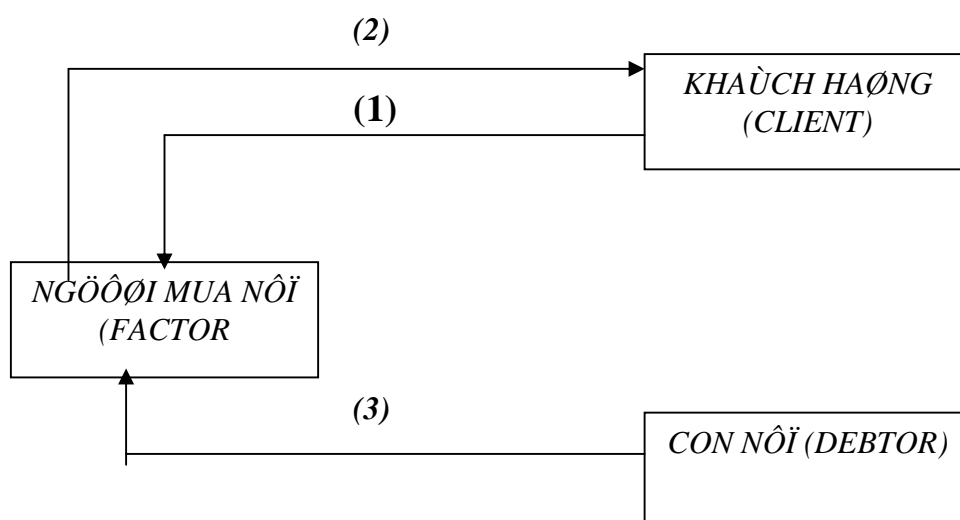 (2)
KHAÙCH HAØNG
(CLIENT)
(1)
NGÖÔØI MUA NÔÏ
(FACTOR
(3)
CON NÔÏ (DEBTOR)